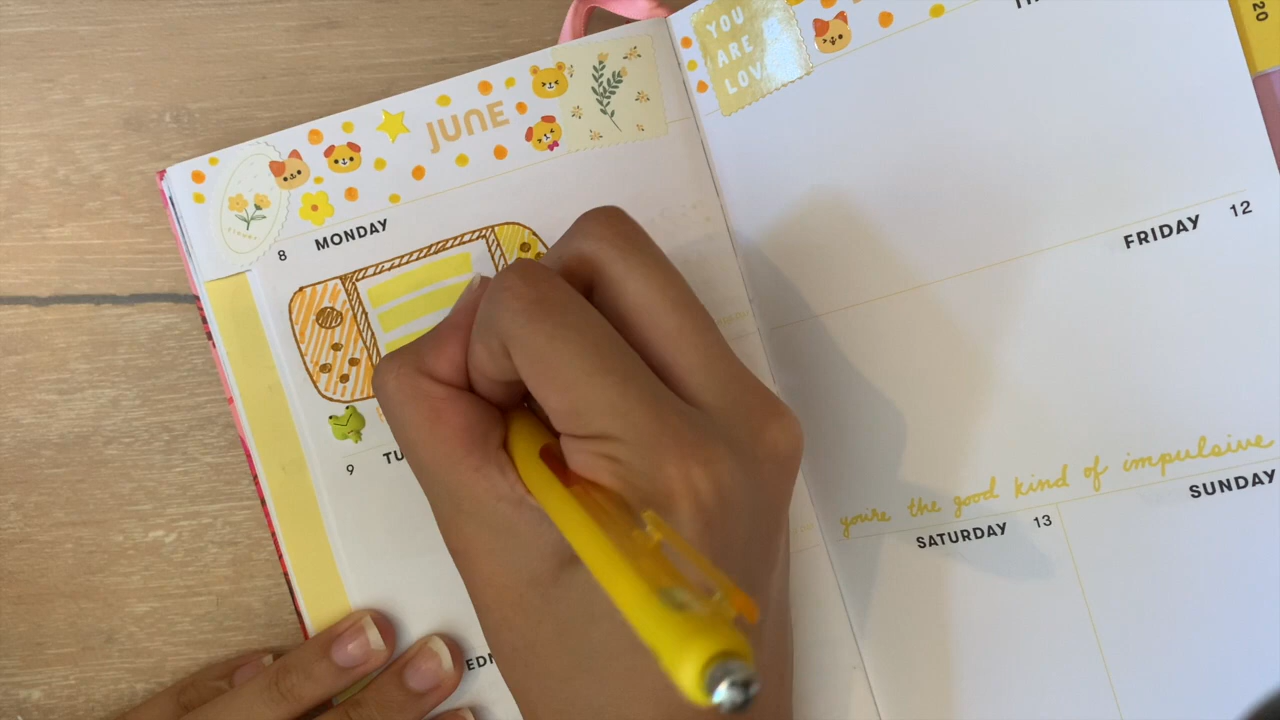 JUNE
8 MONDAY
9 TU
EDN
YOU
ARE
LOV
FRIDAY 12
you're the good kind of impulsive
SATURDAY 13
SUNDAY
20